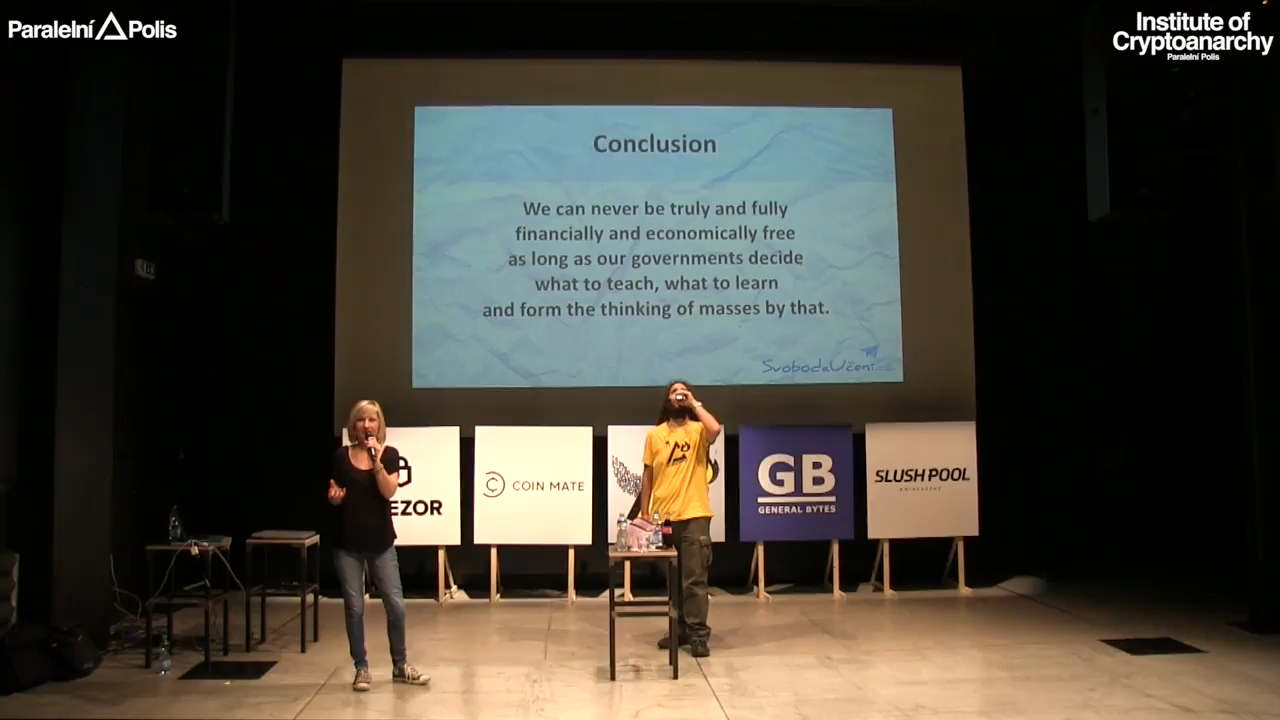 Paralelní Polis
Institute of
Cryptoanarchy
Paralelní Polis
Conclusion
We can never be truly and fully
financially and economically free
as long as our governments decide
what to teach, what to learn
and form the thinking of masses by that.
SvobodaUčení
EZOR
COIN MATE
GB
GENERAL BYTES
SLUSH POOL